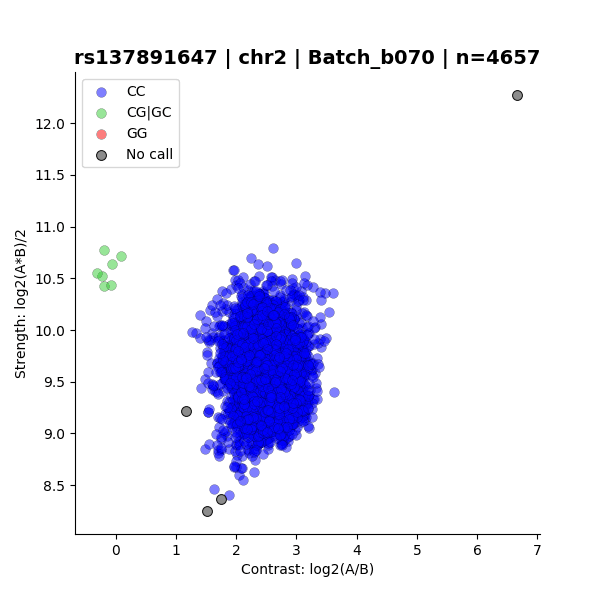 rs137891647 | chr2 | Batch_b070 | n=4657
CC
CG|GC
GG
No call
12.0
11.5
11.0
10.5
10.0
9.5
9.0
8.5
Strength: log2(A*B)/2
0 1 2 3 4 5 6 7
Contrast: log2(A/B)